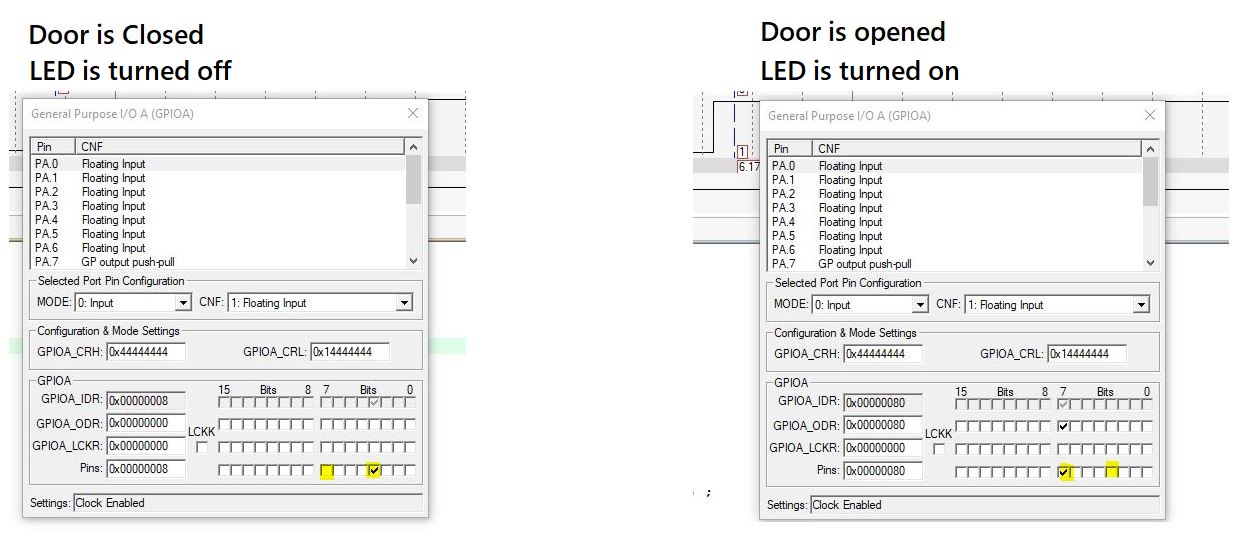 Door is Closed
LED is turned off
General Purpose I/O A (GPIOA)
Pin CNF
PA.0 Floating Input
PA.1 Floating Input
PA.2 Floating Input
PA.3 Floating Input
PA.4 Floating Input
PA.5 Floating Input
PA.6 Floating Input
PA.7 GP output push-pull
Selected Port Pin Configuration
MODE: 0: Input CNF: 1: Floating Input
Configuration & Mode Settings
GPIOA_CRH: 0x44444444 GPIOA_CRL: 0x14444444
GPIOA
15 Bits 8 7 Bits 0
GPIOA_IDR: 0x00000008
GPIOA_ODR: 0x00000000
LCKK
GPIOA_LCKR: 0x00000000
Pins: 0x00000008
Settings: Clock Enabled
Door is opened
LED is turned on
1
6.17
General Purpose I/O A (GPIOA)
Pin CNF
PA.0 Floating Input
PA.1 Floating Input
PA.2 Floating Input
PA.3 Floating Input
PA.4 Floating Input
PA.5 Floating Input
PA.6 Floating Input
PA.7 GP output push-pull
Selected Port Pin Configuration
MODE: 0: Input CNF: 1: Floating Input
Configuration & Mode Settings
GPIOA_CRH: 0x44444444 GPIOA_CRL: 0x14444444
GPIOA
15 Bits 8 7 Bits 0
GPIOA_IDR: 0x00000080
GPIOA_ODR: 0x00000080
LCKK
GPIOA_LCKR: 0x00000000
Pins: 0x00000080
;
Settings: Clock Enabled